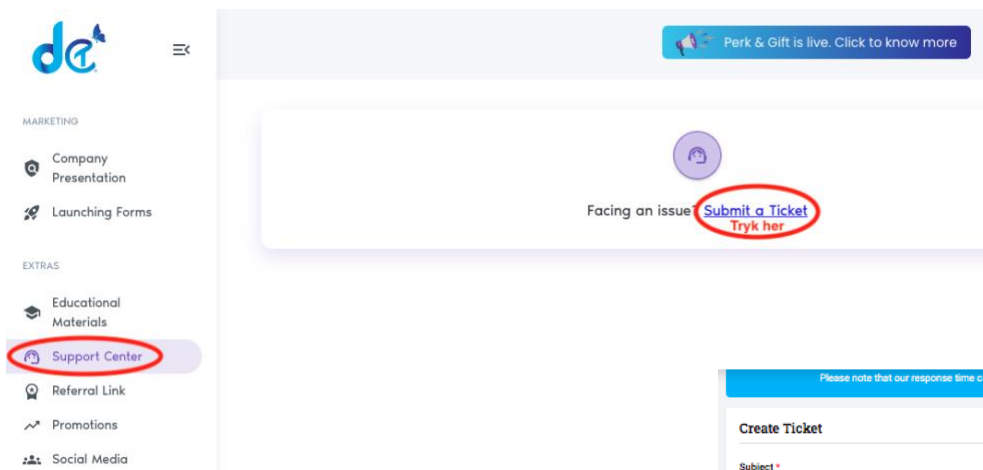 de
Perk & Gift is live. Click to know more
MARKETING
Company
Presentation
Launching Forms
EXTRAS
Educational
Materials
Support Center
Referral Link
Promotions
Social Media
Facing an issue? Submit a Ticket
Tryk her
Please note that our response time c
Create Ticket
Subject *